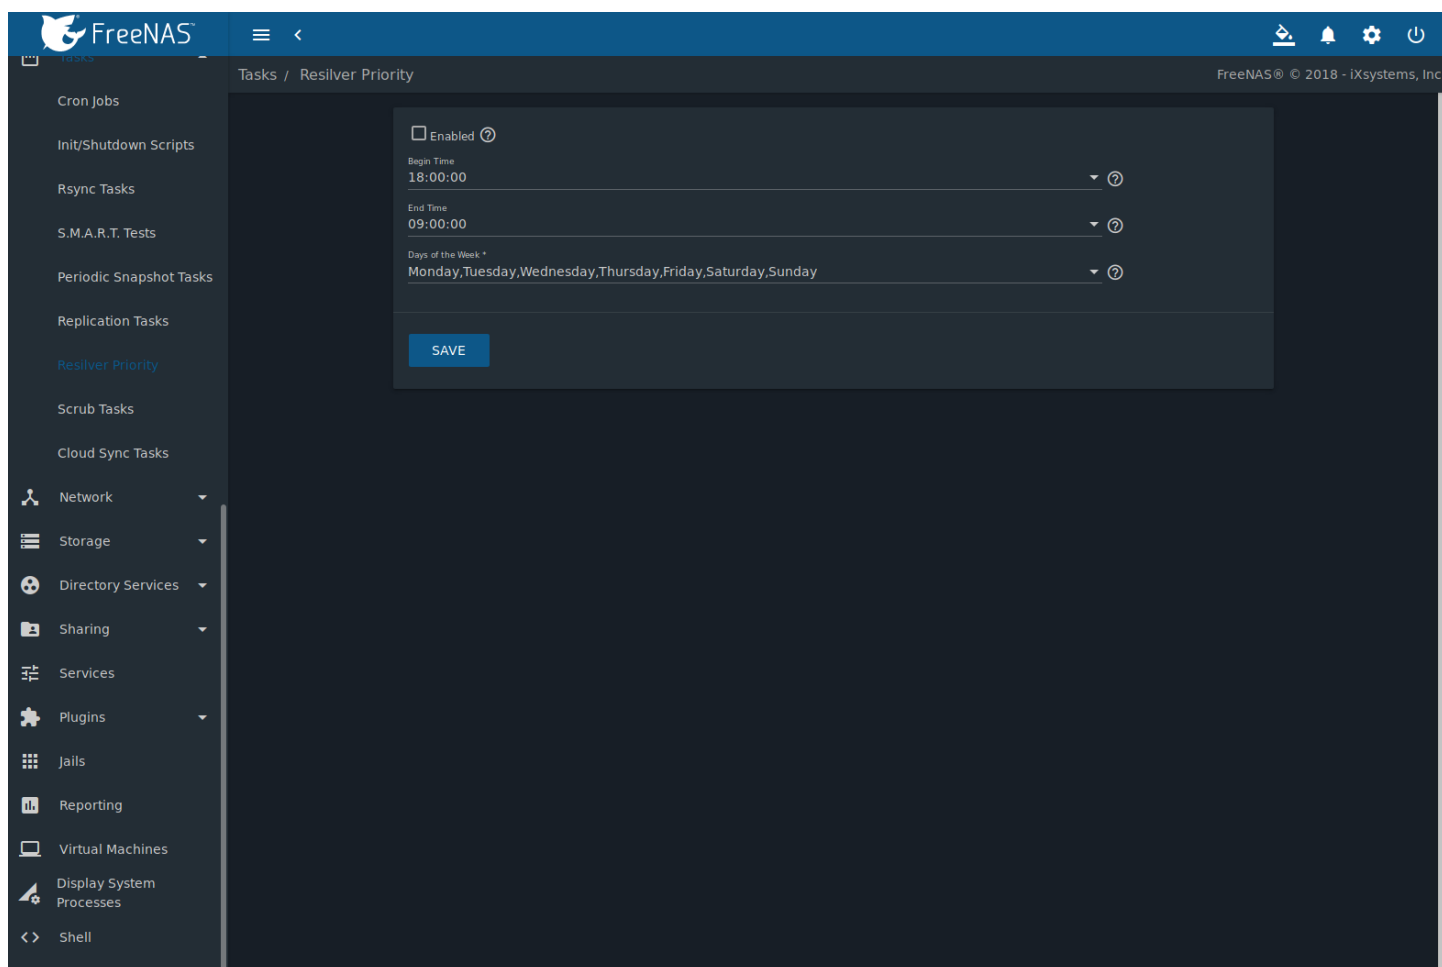 FreeNAS™
Tasks
Cron Jobs
Init/Shutdown Scripts
Rsync Tasks
S.M.A.R.T. Tests
Periodic Snapshot Tasks
Replication Tasks
Resilver Priority
Scrub Tasks
Cloud Sync Tasks
Network
Storage
Directory Services
Sharing
Services
Plugins
Jails
Reporting
Virtual Machines
Display System
Processes
Shell
Tasks / Resilver Priority
FreeNAS® © 2018 - iXsystems, Inc
Enabled
Begin Time
18:00:00
End Time
09:00:00
Days of the Week *
Monday,Tuesday,Wednesday,Thursday,Friday,Saturday,Sunday
SAVE